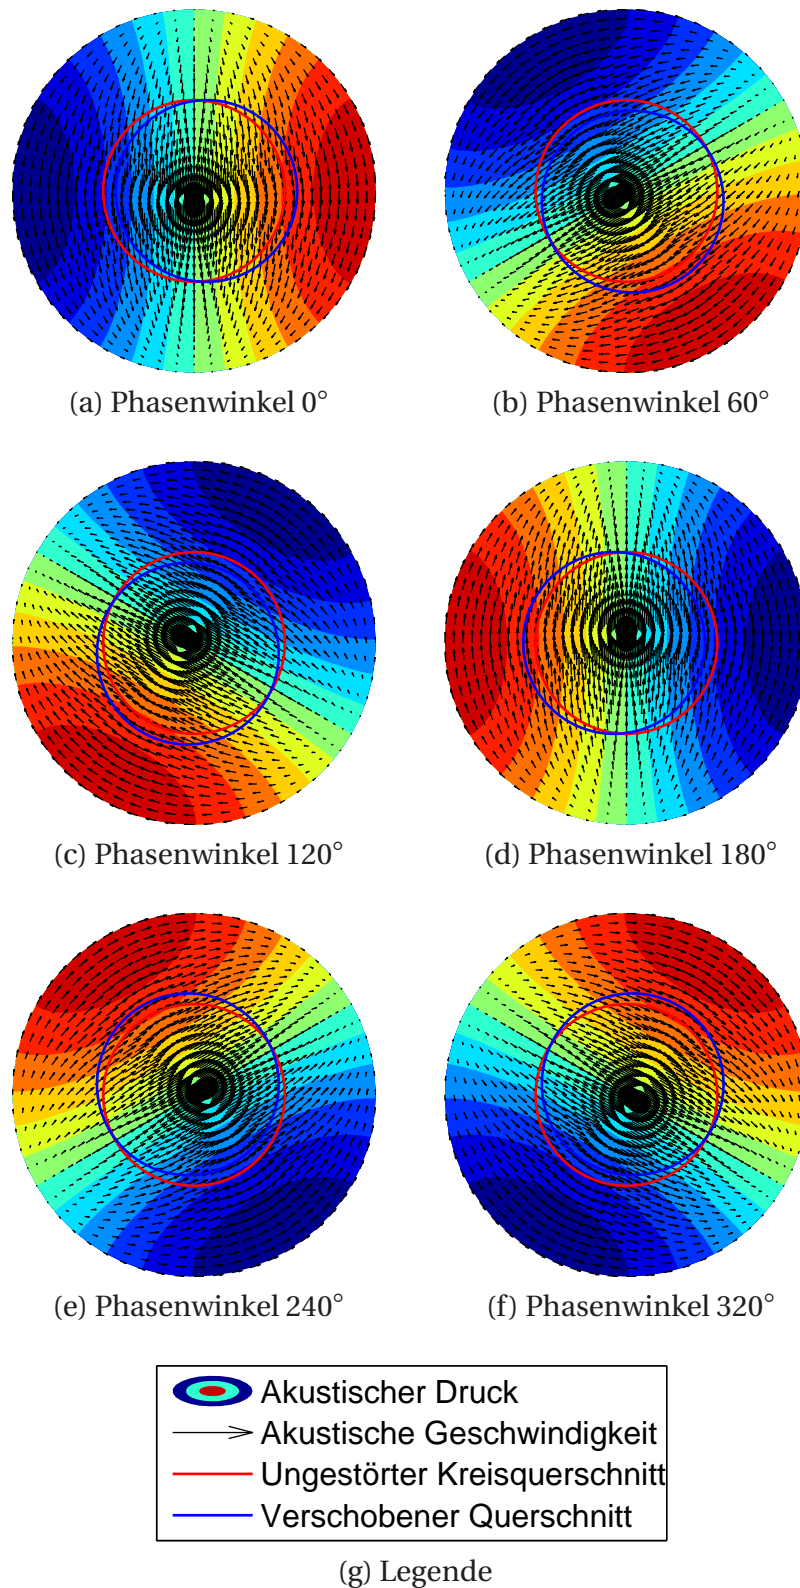 (a) Phasenwinkel 0°
(b) Phasenwinkel 60°
(c) Phasenwinkel 120°
(d) Phasenwinkel 180°
(e) Phasenwinkel 240°
(f) Phasenwinkel 320°
Akustischer Druck
Akustische Geschwindigkeit
Ungestörter Kreisquerschnitt
Verschobener Querschnitt
(g) Legende